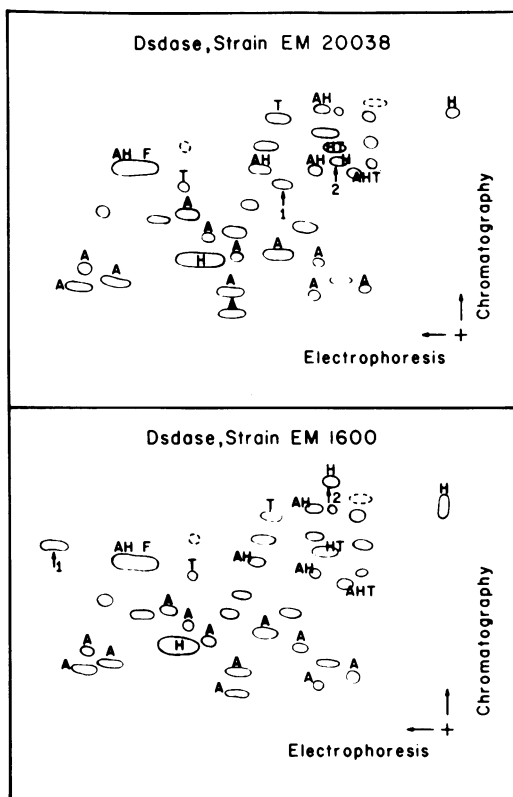 Dsdase, Strain EM 20038
T
AH
H
AH F
AH
HT
AH H
T
AHT
1
2
A
A
A
A
A
H
A
A
A
A
A
A
A
Chromatography
+
Electrophoresis
Dsdase, Strain EM 1600
H
2
H
T
AH
1
AH F
AH
HT
T
AH
AHT
A
A
A
A
A
A
H
A
A
A
A
A
A
A
Chromatography
+
Electrophoresis